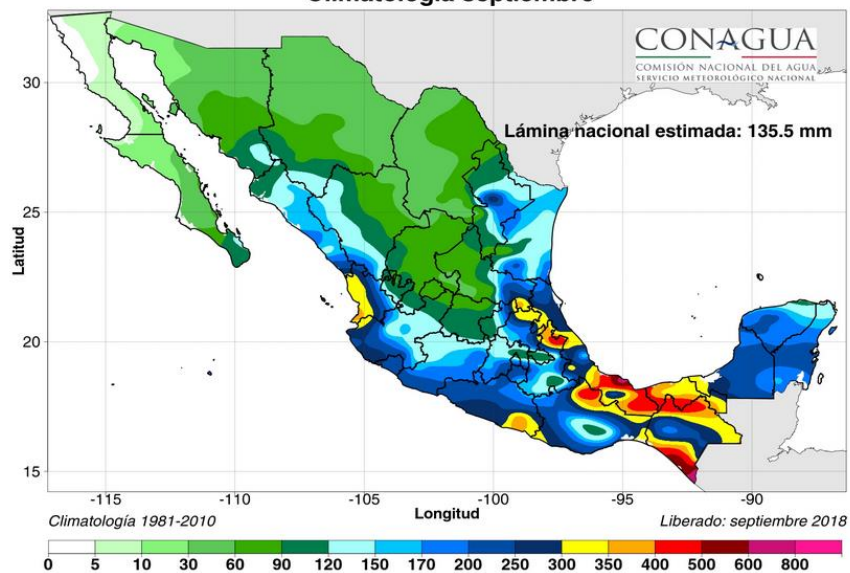 Climatología septiembre
CONAGUA
COMISIÓN NACIONAL DEL AGUA
SERVICIO METEOROLÓGICO NACIONAL
Lámina nacional estimada: 135.5 mm
Latitud
30
25
20
15
-115 -110 -105 -100 -95 -90
Longitud
Climatología 1981-2010
Liberado: septiembre 2018
0 5 10 30 60 90 120 150 170 200 250 300 350 400 500 600 800